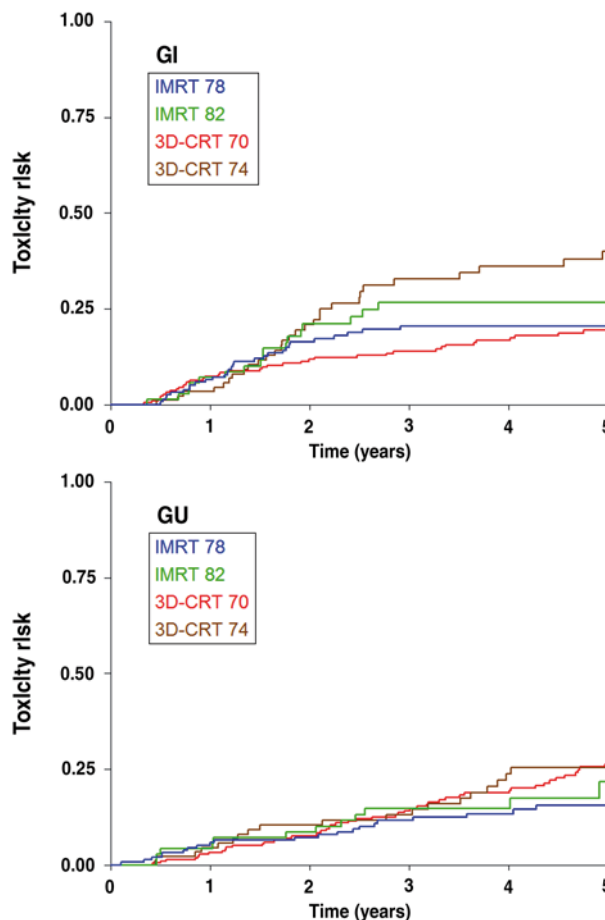 1.00
GI
IMRT 78
IMRT 82
3D-CRT 70
3D-CRT 74
0.75
0.50
0.25
0.00
Toxicity risk
0 1 2 3 4 5
Time (years)
1.00
GU
IMRT 78
IMRT 82
3D-CRT 70
3D-CRT 74
0.75
0.50
0.25
0.00
Toxicity risk
0 1 2 3 4 5
Time (years)